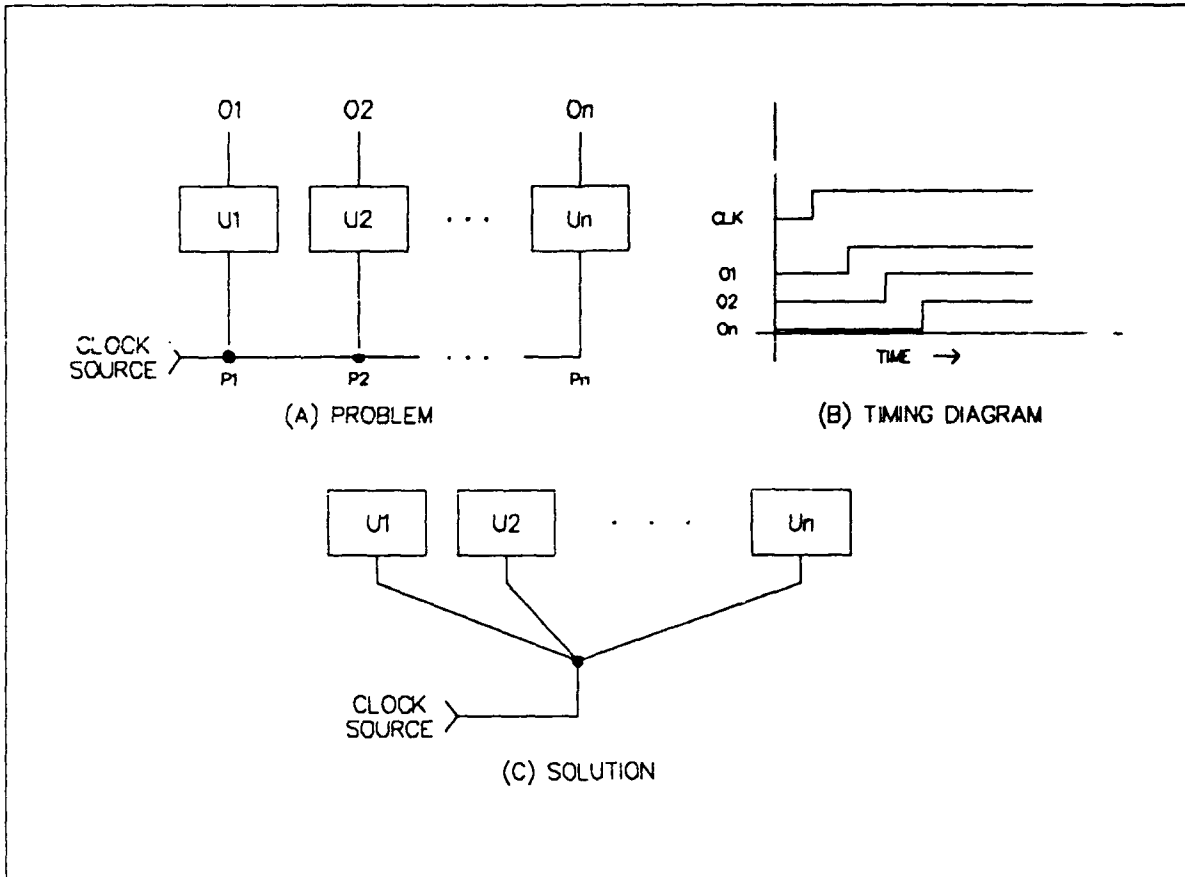 O1 O2 On
U1 U2 . . . Un
CLOCK
SOURCE
P1 P2 . . . Pn
(A) PROBLEM
CLK
O1
O2
On
TIME →
(B) TIMING DIAGRAM
U1 U2 . . . Un
CLOCK
SOURCE
(C) SOLUTION